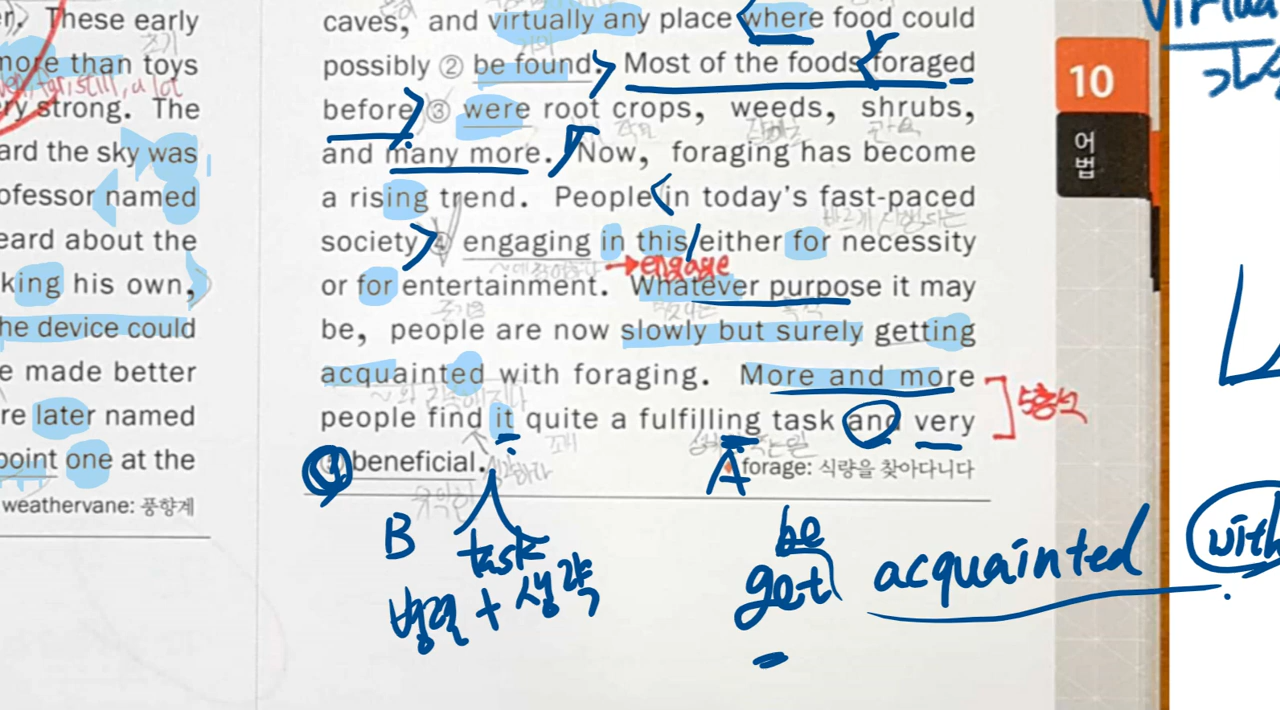 er). These early
more than toys
ry strong. The
ard the sky was
ofessor named
eard about the
king his own,
he device could
e made better
re later named
point one at the
weathervane: 풍향계
caves, and virtually any place where food could
possibly ② be found. Most of the foods foraged
before ③ were root crops, weeds, shrubs,
and many more. Now, foraging has become
a rising trend. People in today's fast-paced
society ④ engaging in this either for necessity
→engage
or for entertainment. Whatever purpose it may
be, people are now slowly but surely getting
acquainted with foraging. More and more
people find it quite a fulfilling task and very
beneficial.
forage: 식량을 찾아다니다
A
B
task
생략
병렬 +
be
get
acquainted
with
10
어
법